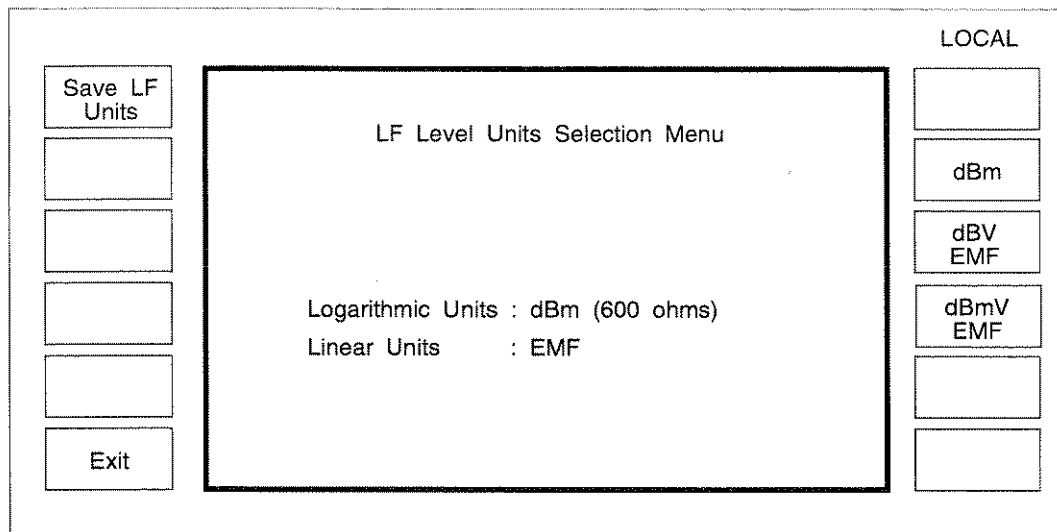 LOCAL
Save LF
Units
LF Level Units Selection Menu
dBm
dBV
EMF
Logarithmic Units : dBm (600 ohms)
Linear Units : EMF
dBmV
EMF
Exit